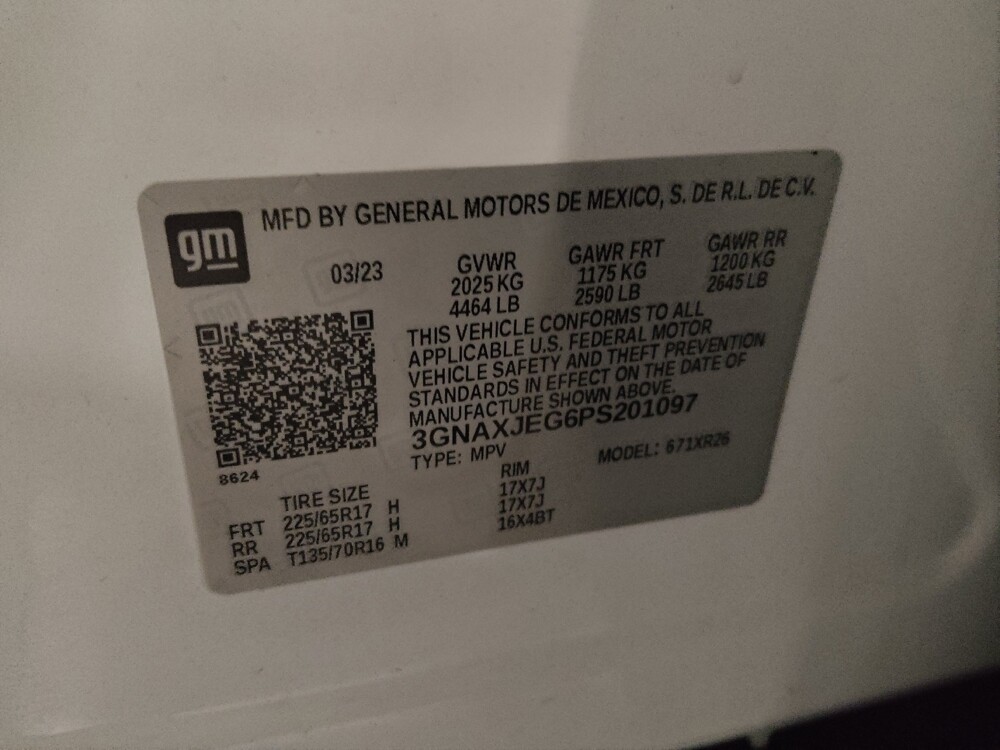 gm
MFD BY GENERAL MOTORS DE MEXICO, S. DE R.L. DE C.V.
03/23 GVWR GAWR FRT GAWR RR
2025 KG 1175 KG 1200 KG
4464 LB 2590 LB 2645 LB
THIS VEHICLE CONFORMS TO ALL
APPLICABLE U.S. FEDERAL MOTOR
VEHICLE SAFETY AND THEFT PREVENTION
STANDARDS IN EFFECT ON THE DATE OF
MANUFACTURE SHOWN ABOVE.
3GNAXJEG6PS201097
TYPE: MPV MODEL: 671XR26
8624
TIRE SIZE RIM
FRT 225/65R17 H 17X7J
RR 225/65R17 H 17X7J
SPA T135/70R16 M 16X4BT